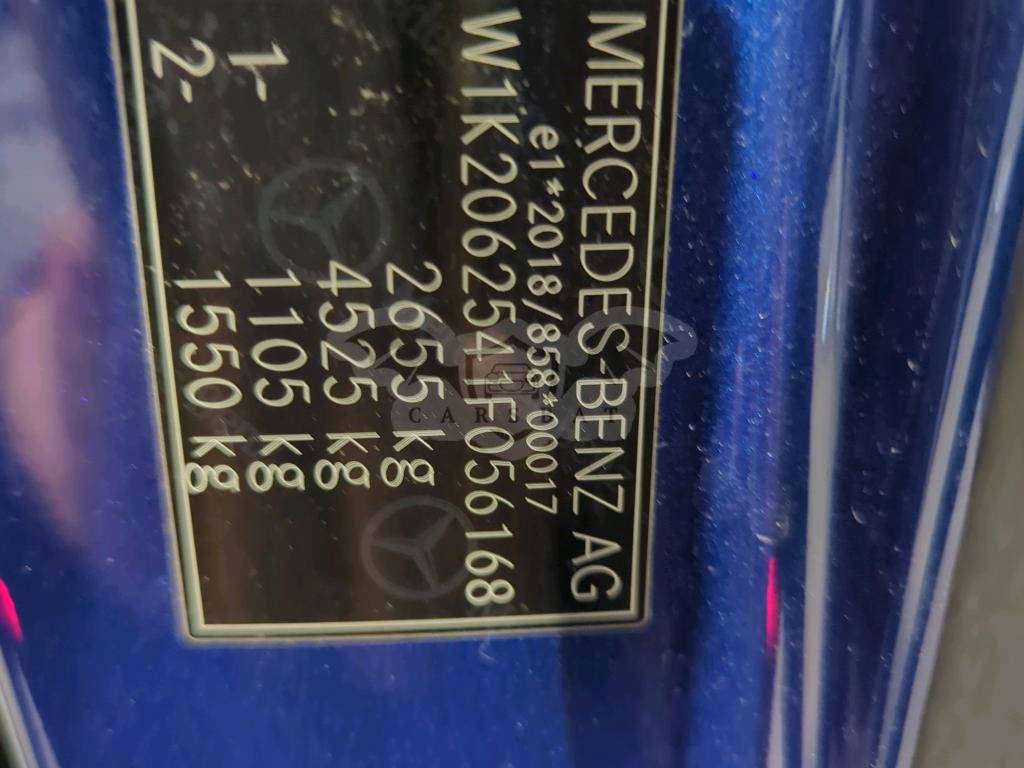 MERCEDES-BENZ AG
e1*2018/858*00017
W1K2062541F056168
2655 kg
4525 kg
1- 1105 kg
2- 1550 kg